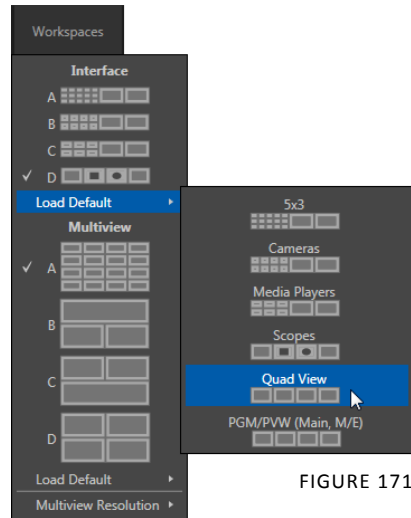 Workspaces
Interface
A
B
C
✓ D
Load Default
Multiview
✓ A
B
C
D
Load Default
Multiview Resolution
5x3
Cameras
Media Players
Scopes
Quad View
PGM/PVW (Main, M/E)
FIGURE 171